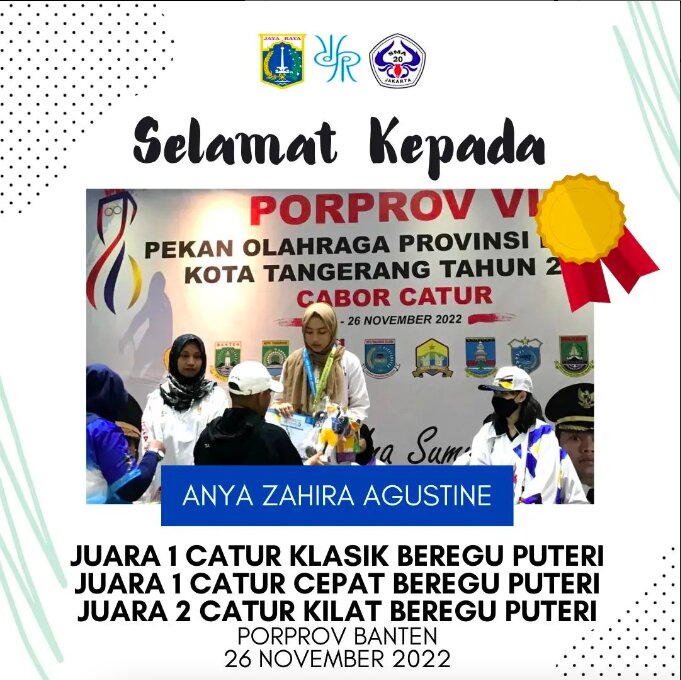 JAYA RAYA
SMA
20
JAKARTA
Selamat Kepada
PORPROV VI
PEKAN OLAHRAGA PROVINSI
KOTA TANGERANG TAHUN 2
CABOR CATUR
- 26 NOVEMBER 2022
BANTEN
ANYA ZAHIRA AGUSTINE
JUARA 1 CATUR KLASIK BEREGU PUTERI
JUARA 1 CATUR CEPAT BEREGU PUTERI
JUARA 2 CATUR KILAT BEREGU PUTERI
PORPROV BANTEN
26 NOVEMBER 2022